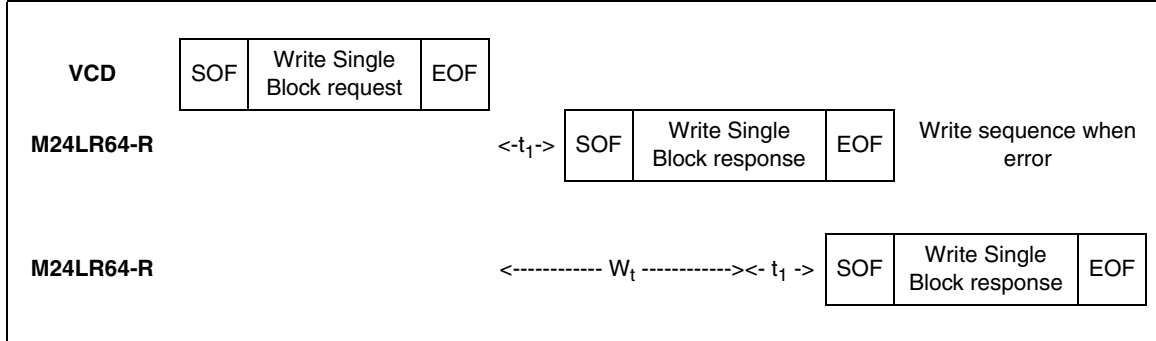 VCD SOF Write Single Block request EOF
M24LR64-R <-t1-> SOF Write Single Block response EOF Write sequence when error
M24LR64-R <------------ Wt ------------><- t1 -> SOF Write Single Block response EOF